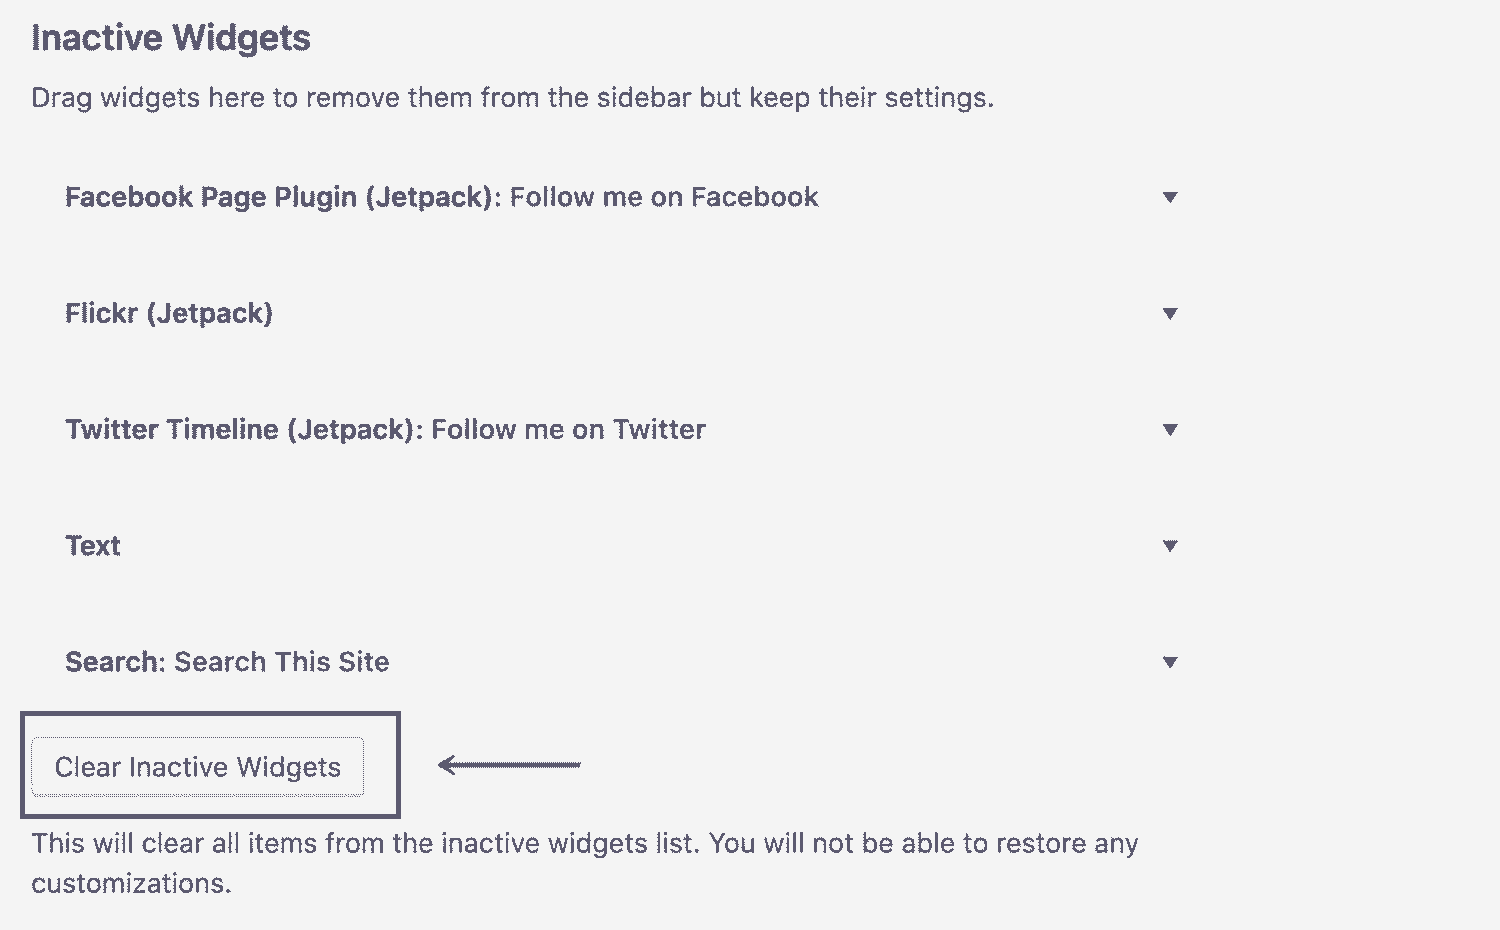 Inactive Widgets
Drag widgets here to remove them from the sidebar but keep their settings.
Facebook Page Plugin (Jetpack): Follow me on Facebook
Flickr (Jetpack)
Twitter Timeline (Jetpack): Follow me on Twitter
Text
Search: Search This Site
Clear Inactive Widgets
This will clear all items from the inactive widgets list. You will not be able to restore any
customizations.